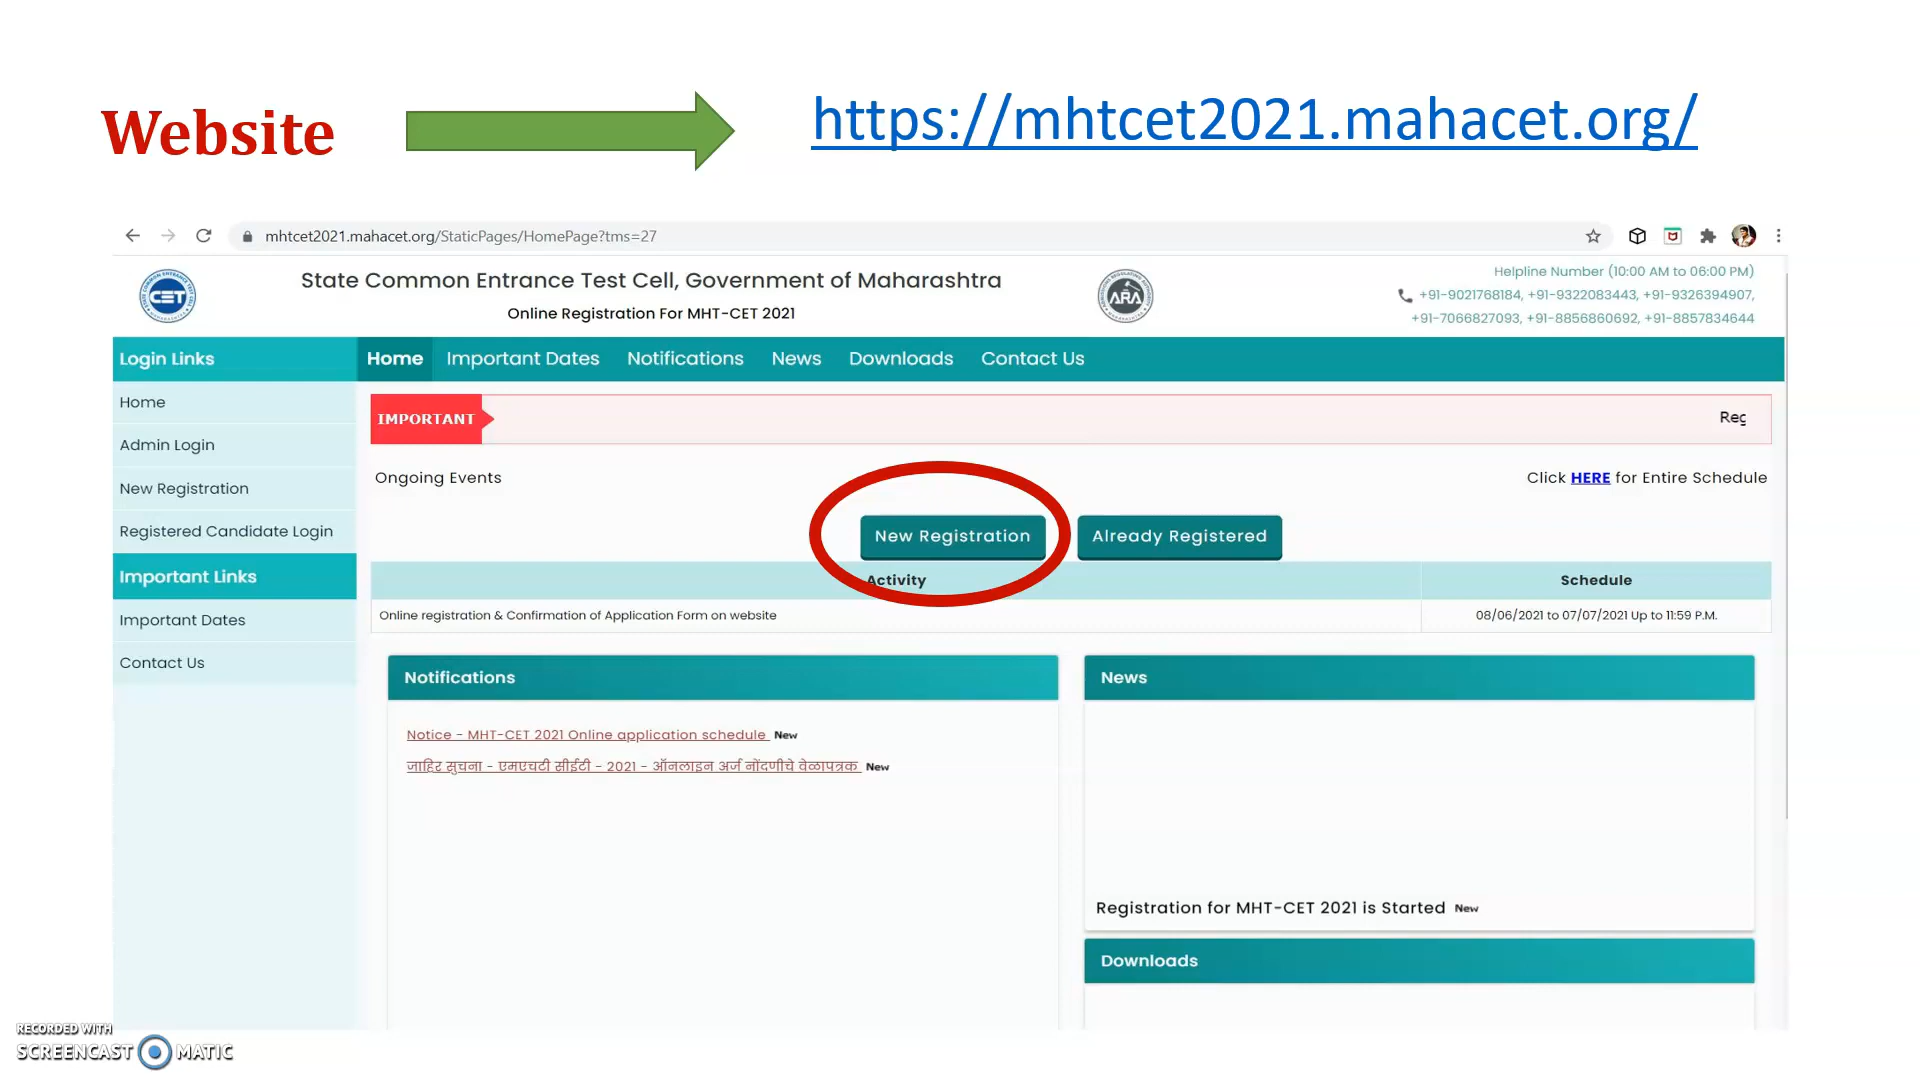 Website
https://mhtcet2021.mahacet.org/
mhtcet2021.mahacet.org/StaticPages/HomePage?tms=27
CET
State Common Entrance Test Cell, Government of Maharashtra
Online Registration For MHT-CET 2021
ARA
Helpline Number (10:00 AM to 06:00 PM)
+91-9021768184, +91-9322083443, +91-9326394907,
+91-7066827093, +91-8856860692, +91-8857834644
Login Links
Home Important Dates Notifications News Downloads Contact Us
Home
Admin Login
New Registration
Registered Candidate Login
Important Links
Important Dates
Contact Us
IMPORTANT
Reg
Ongoing Events
Click HERE for Entire Schedule
New Registration
Already Registered
Activity Schedule
Online registration & Confirmation of Application Form on website 08/06/2021 to 07/07/2021 Up to 11:59 P.M.
Notifications
Notice - MHT-CET 2021 Online application schedule New
जाहिर सुचना - एमएचटी सीईटी - 2021 - ऑनलाइन अर्ज नोंदणीचे वेळापत्रक New
News
Registration for MHT-CET 2021 is Started New
Downloads
RECORDED WITH
SCREENCAST MATIC